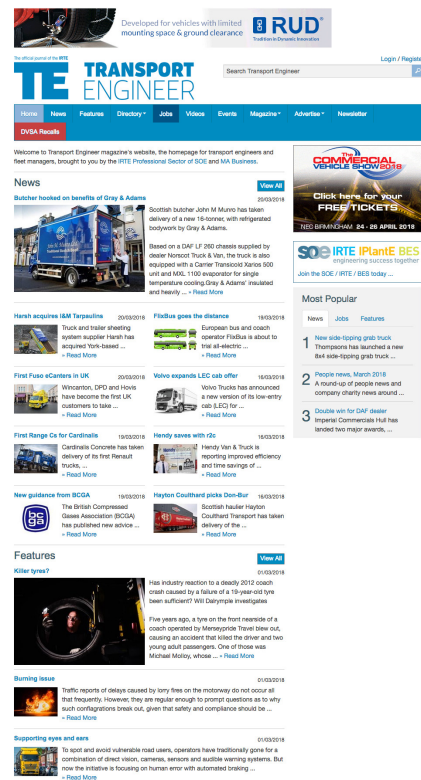 Developed for vehicles with limited
mounting space & ground clearance
RUD®
Tradition in Dynamic Innovation
The official journal of the IRTE
TE TRANSPORT
ENGINEER
Login / Registe
Search Transport Engineer
Home News Features Directory Jobs Videos Events Magazine Advertise Newsletter
DVSA Recalls
Welcome to Transport Engineer magazine's website, the homepage for transport engineers and
fleet managers, brought to you by the IRTE Professional Sector of SOE and MA Business.
News
View All
Butcher hooked on benefits of Gray & Adams
20/03/2018
Scottish butcher John M Munro has taken
delivery of a new 16-tonner, with refrigerated
bodywork by Gray & Adams.
Based on a DAF LF 260 chassis supplied by
dealer Norscot Truck & Van, the truck is also
equipped with a Carrier Transicold Xarios 500
unit and MXL 1100 evaporator for single
temperature cooling.Gray & Adams' insulated
and heavily ... » Read More
Harsh acquires I&M Tarpaulins
20/03/2018
Truck and trailer sheeting
system supplier Harsh has
acquired York-based ...
» Read More
FlixBus goes the distance
19/03/2018
European bus and coach
operator FlixBus is about to
trial all-electric ...
» Read More
First Fuso eCanters in UK
20/03/2018
Wincanton, DPD and Hovis
have become the first UK
customers to take ...
» Read More
Volvo expands LEC cab offer
16/03/2018
Volvo Trucks has announced
a new version of its low-entry
cab (LEC) for ...
» Read More
First Range Cs for Cardinalis
19/03/2018
Cardinalis Concrete has taken
delivery of its first Renault
trucks, ...
» Read More
Hendy saves with r2c
16/03/2018
Hendy Van & Truck is
reporting improved efficiency
and time savings of ...
» Read More
New guidance from BCGA
19/03/2018
bc
ga
The British Compressed
Gases Association (BCGA)
has published new advice ...
» Read More
Hayton Coulthard picks Don-Bur
16/03/2018
Scottish haulier Hayton
Coulthard Transport has taken
delivery of the ...
» Read More
Features
View All
Killer tyres?
01/03/2018
Has industry reaction to a deadly 2012 coach
crash caused by a failure of a 19-year-old tyre
been sufficient? Will Dalrymple investigates
Five years ago, a tyre on the front nearside of a
coach operated by Merseypride Travel blew out,
causing an accident that killed the driver and two
young adult passengers. One of those was
Michael Molloy, whose ... » Read More
Burning issue
01/03/2018
Traffic reports of delays caused by lorry fires on the motorway do not occur all
that frequently. However, they are regular enough to prompt questions as to why
such conflagrations break out, given that safety and compliance should be ...
» Read More
Supporting eyes and ears
01/03/2018
To spot and avoid vulnerable road users, operators have traditionally gone for a
combination of direct vision, cameras, sensors and audible warning systems. But
now the initiative is focusing on human error with automated braking ...
» Read More
The
COMMERCIAL
VEHICLE SHOW2018
Click here for your
FREE TICKETS
NEC BIRMINGHAM 24 - 26 APRIL 2018
SOE IRTE IPlantE BES
engineering success together
Join the SOE / IRTE / BES today ...
Most Popular
News Jobs Features
1 New side-tipping grab truck
Thompsons has launched a new
8x4 side-tipping grab truck ...
2 People news, March 2018
A round-up of people news and
company charity news around ...
3 Double win for DAF dealer
Imperial Commercials Hull has
landed two major awards, ...